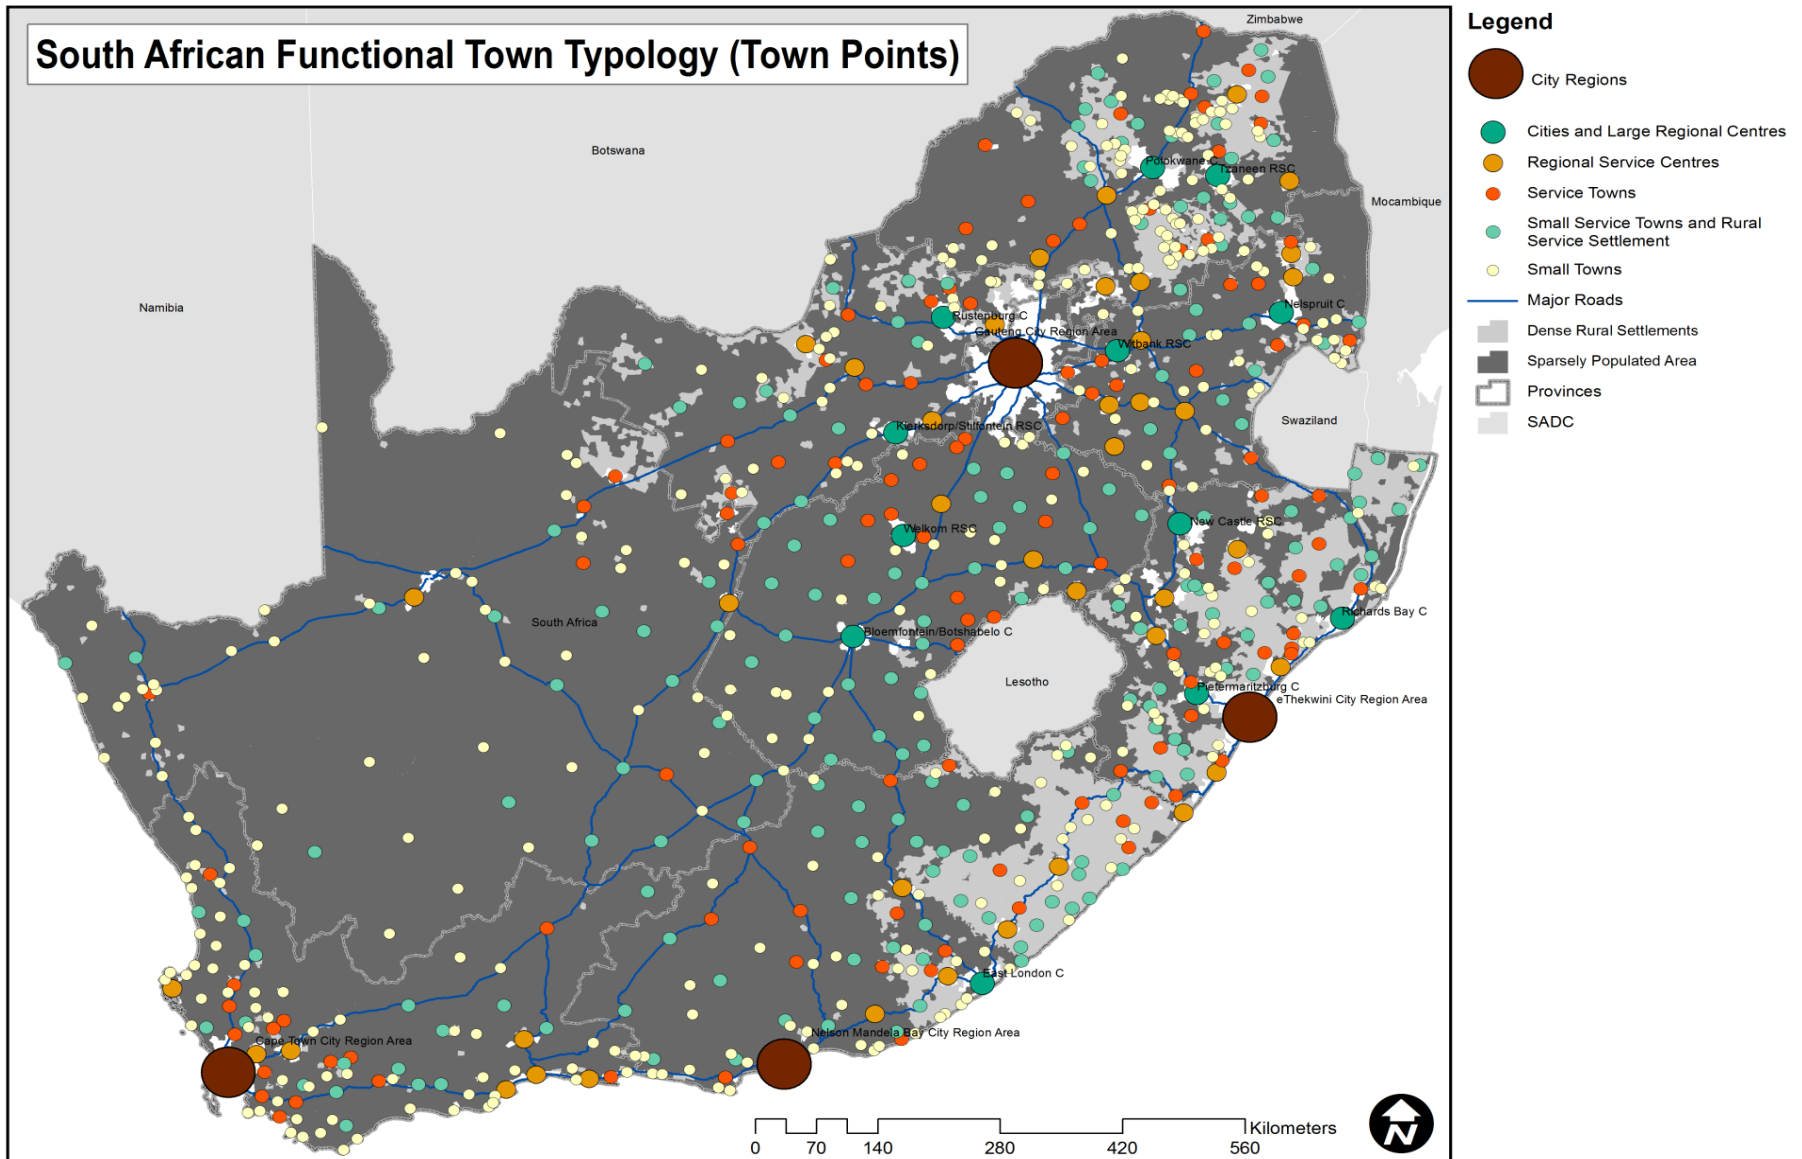 South African Functional Town Typology (Town Points)
Zimbabwe
Botswana
Polokwane C
Tzaneen RSC
Mocambique
Namibia
Nelspruit C
Rustenburg C
Gauteng City Region Area
Witbank RSC
Swaziland
Klerksdorp/Stilfontein RSC
Welkom RSC
New Castle RSC
South Africa
Richards Bay C
Bloemfontein/Botshabelo C
Lesotho
Pietermaritzburg C
eThekwini City Region Area
East London C
Nelson Mandela Bay City Region Area
Cape Town City Region Area
Kilometers
0 70 140 280 420 560
N
Legend
City Regions
Cities and Large Regional Centres
Regional Service Centres
Service Towns
Small Service Towns and Rural
Service Settlement
Small Towns
Major Roads
Dense Rural Settlements
Sparsely Populated Area
Provinces
SADC